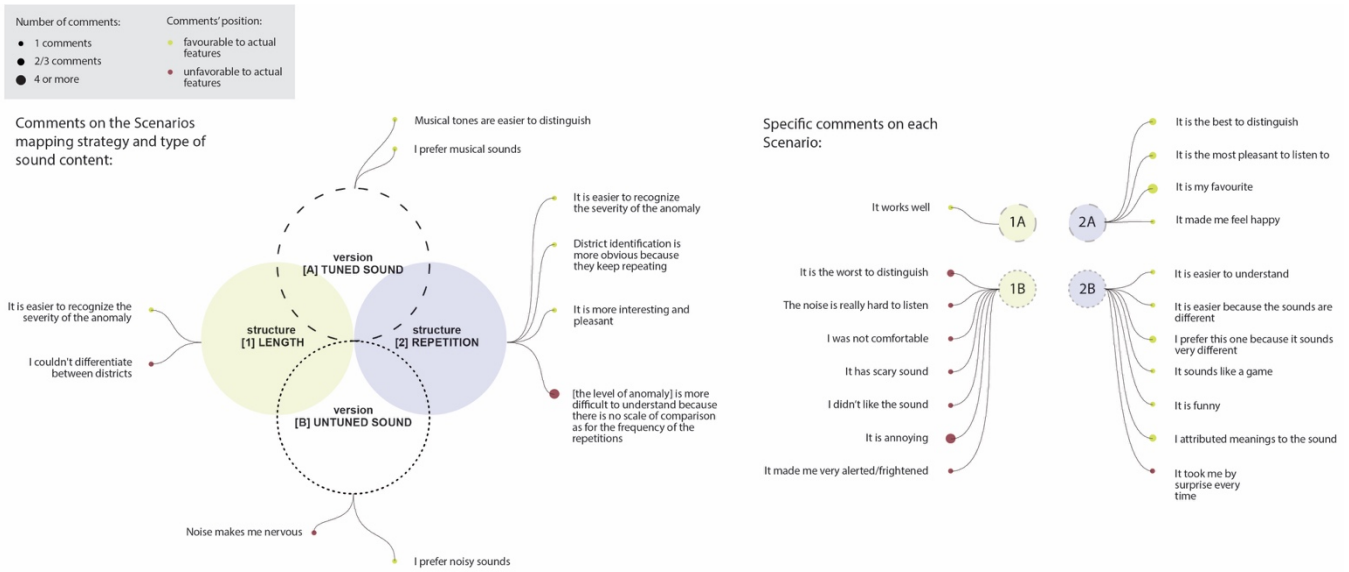 Number of comments:
1 comments
2/3 comments
4 or more
Comments' position:
favourable to actual
features
unfavorable to actual
features
Comments on the Scenarios
mapping strategy and type of
sound content:
Musical tones are easier to distinguish
I prefer musical sounds
It is easier to recognize
the severity of the anomaly
District identification is
more obvious because
they keep repeating
It is more interesting and
pleasant
[the level of anomaly] is more
difficult to understand because
there is no scale of comparison
as for the frequency of the
repetitions
version
[A] TUNED SOUND
structure
[1] LENGTH
structure
[2] REPETITION
version
[B] UNTUNED SOUND
It is easier to recognize the
severity of the anomaly
I couldn't differentiate
between districts
Noise makes me nervous
I prefer noisy sounds
Specific comments on each
Scenario:
It works well
1A
2A
It is the best to distinguish
It is the most pleasant to listen to
It is my favourite
It made me feel happy
It is the worst to distinguish
The noise is really hard to listen
I was not comfortable
It has scary sound
I didn't like the sound
It is annoying
It made me very alerted/frightened
1B
2B
It is easier to understand
It is easier because the sounds are
different
I prefer this one because it sounds
very different
It sounds like a game
It is funny
I attributed meanings to the sound
It took me by
surprise every
time